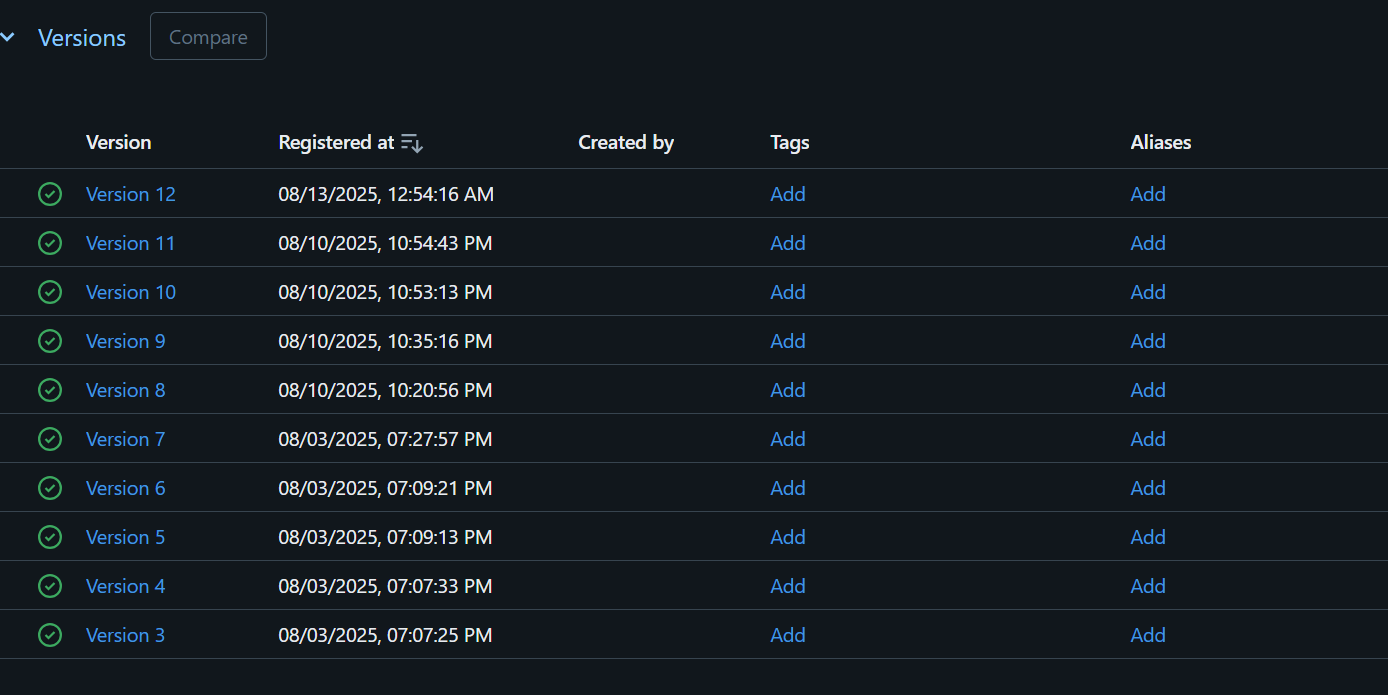 Versions Compare
Version Registered at Created by Tags Aliases
Version 12 08/13/2025, 12:54:16 AM Add Add
Version 11 08/10/2025, 10:54:43 PM Add Add
Version 10 08/10/2025, 10:53:13 PM Add Add
Version 9 08/10/2025, 10:35:16 PM Add Add
Version 8 08/10/2025, 10:20:56 PM Add Add
Version 7 08/03/2025, 07:27:57 PM Add Add
Version 6 08/03/2025, 07:09:21 PM Add Add
Version 5 08/03/2025, 07:09:13 PM Add Add
Version 4 08/03/2025, 07:07:33 PM Add Add
Version 3 08/03/2025, 07:07:25 PM Add Add